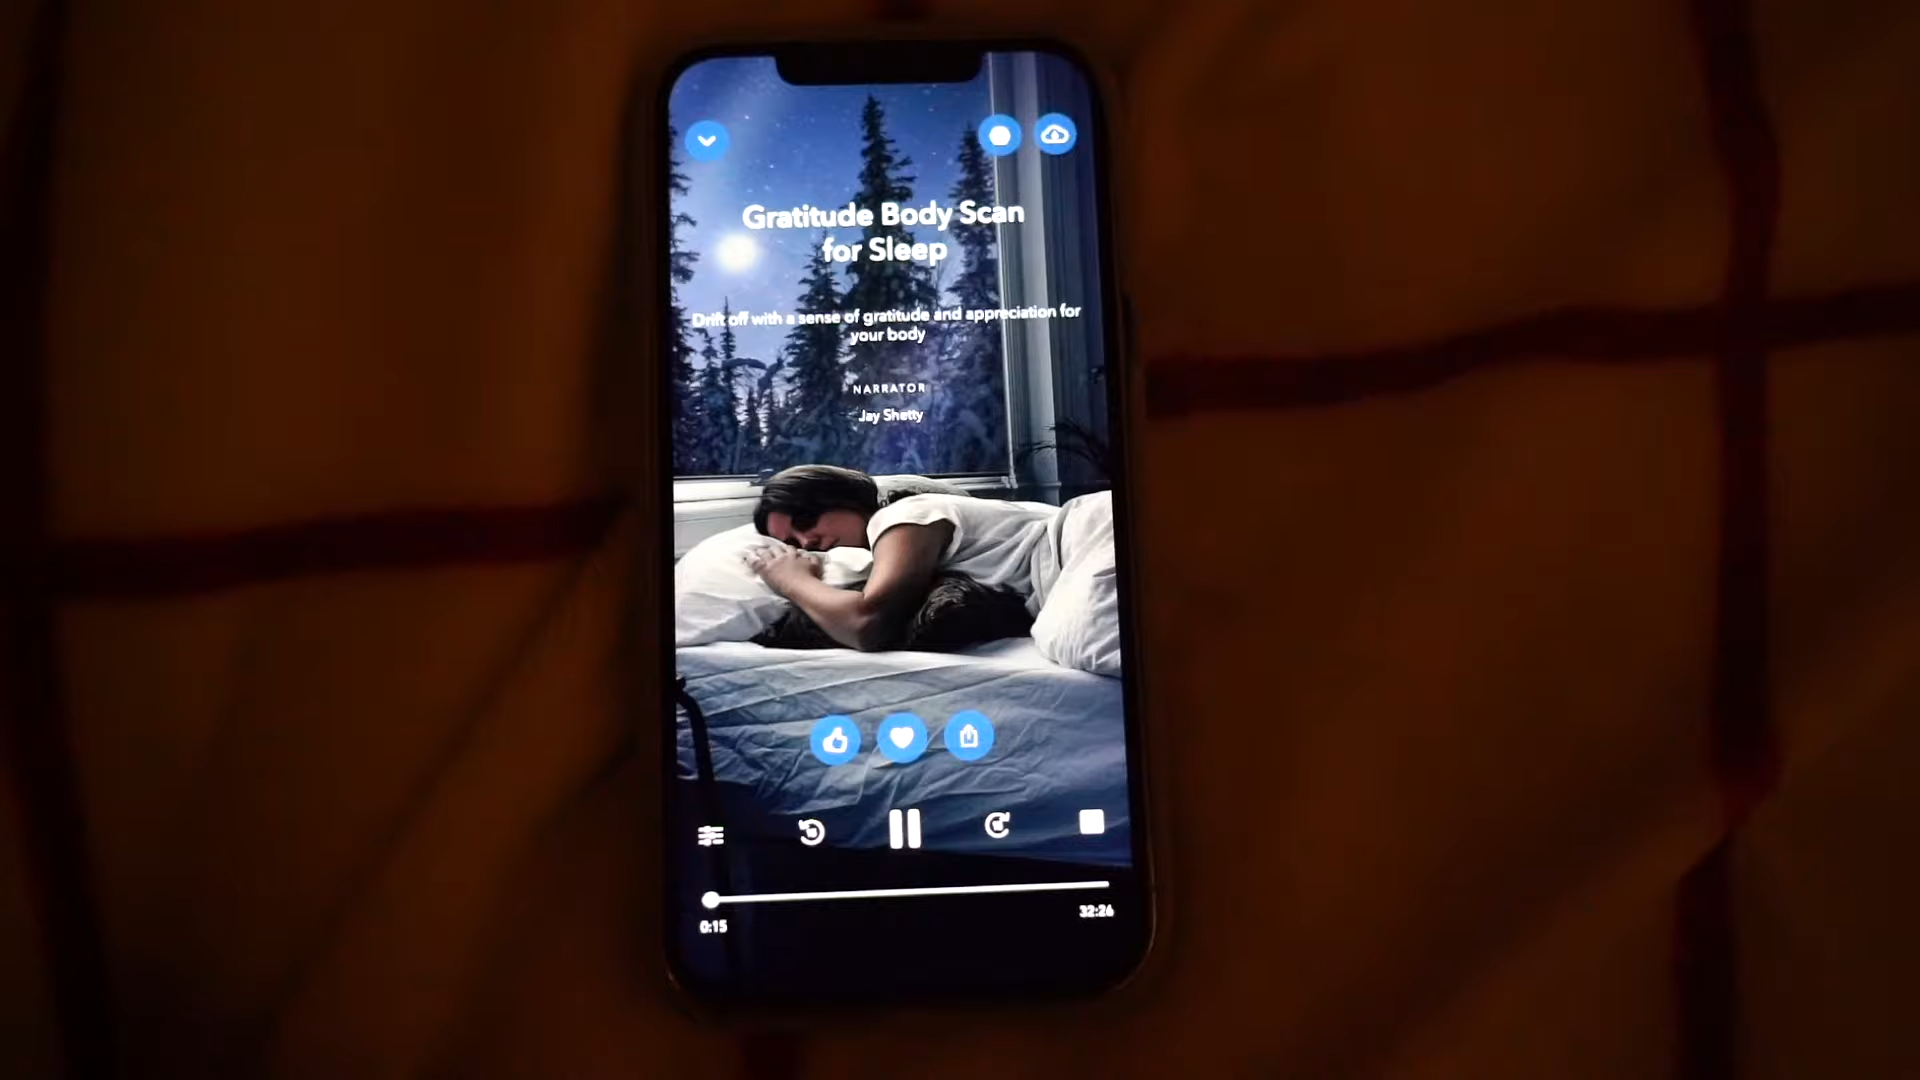 Gratitude Body Scan
for Sleep
Drift off with a sense of gratitude and appreciation for
your body
NARRATOR
Jay Shetty
0:15
32:26